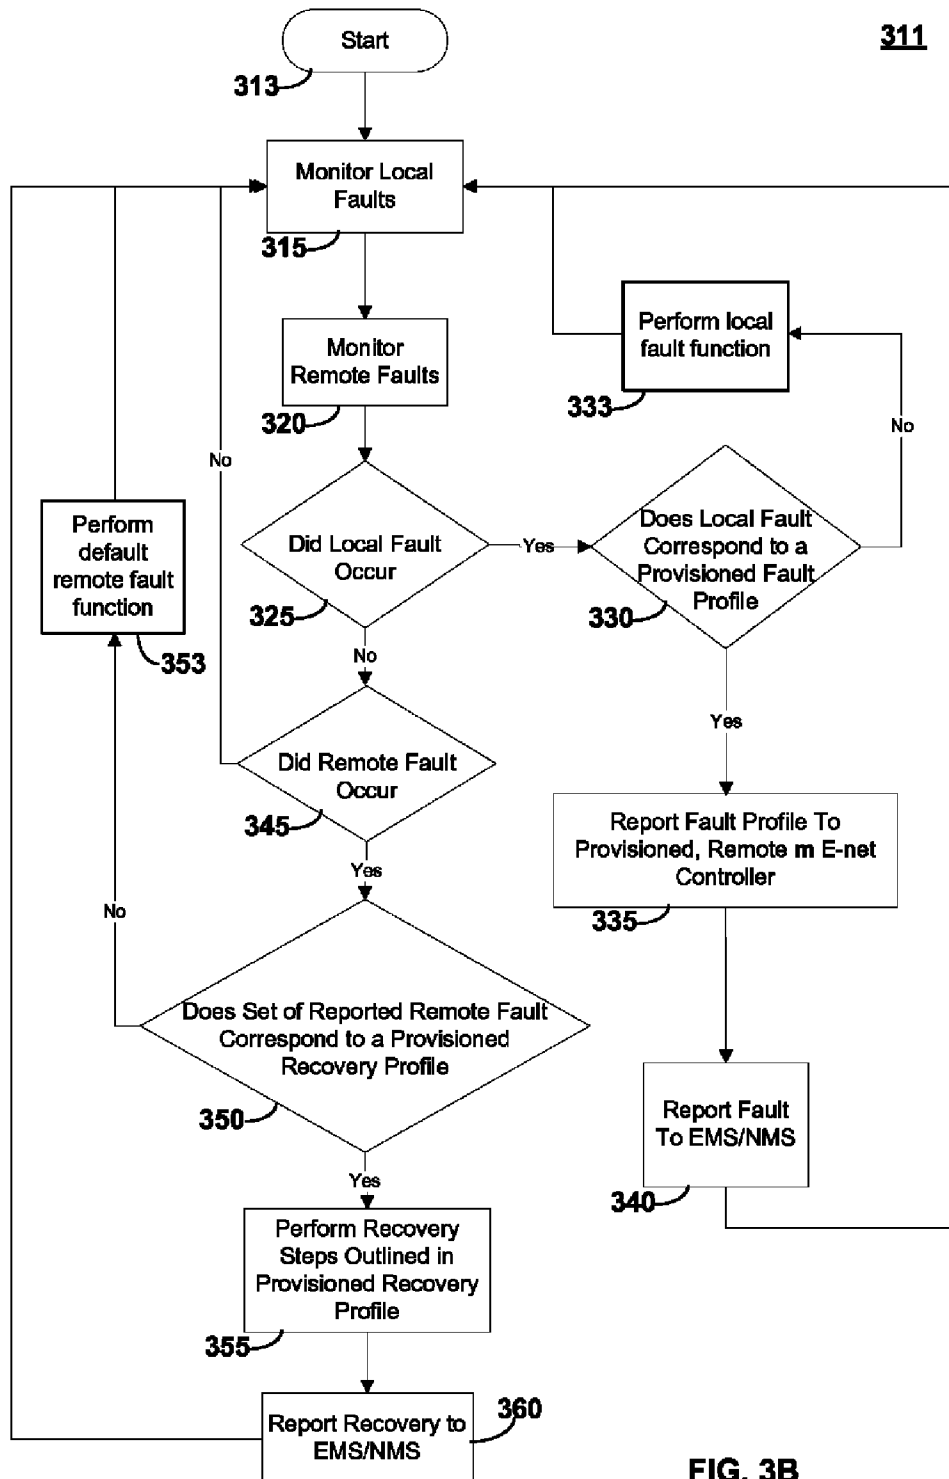 311
Start
313
Monitor Local
Faults
315
Monitor
Remote Faults
320
Perform local
fault function
333
No
No
Perform
default
remote fault
function
353
Did Local Fault
Occur
325
Yes
Does Local Fault
Correspond to a
Provisioned Fault
Profile
330
No
Yes
Did Remote Fault
Occur
345
Yes
Report Fault Profile To
Provisioned, Remote m E-net
Controller
335
No
Does Set of Reported Remote Fault
Correspond to a Provisioned
Recovery Profile
350
Report Fault
To EMS/NMS
340
Yes
Perform Recovery
Steps Outlined in
Provisioned Recovery
Profile
355
Report Recovery to
EMS/NMS
360
FIG. 3B